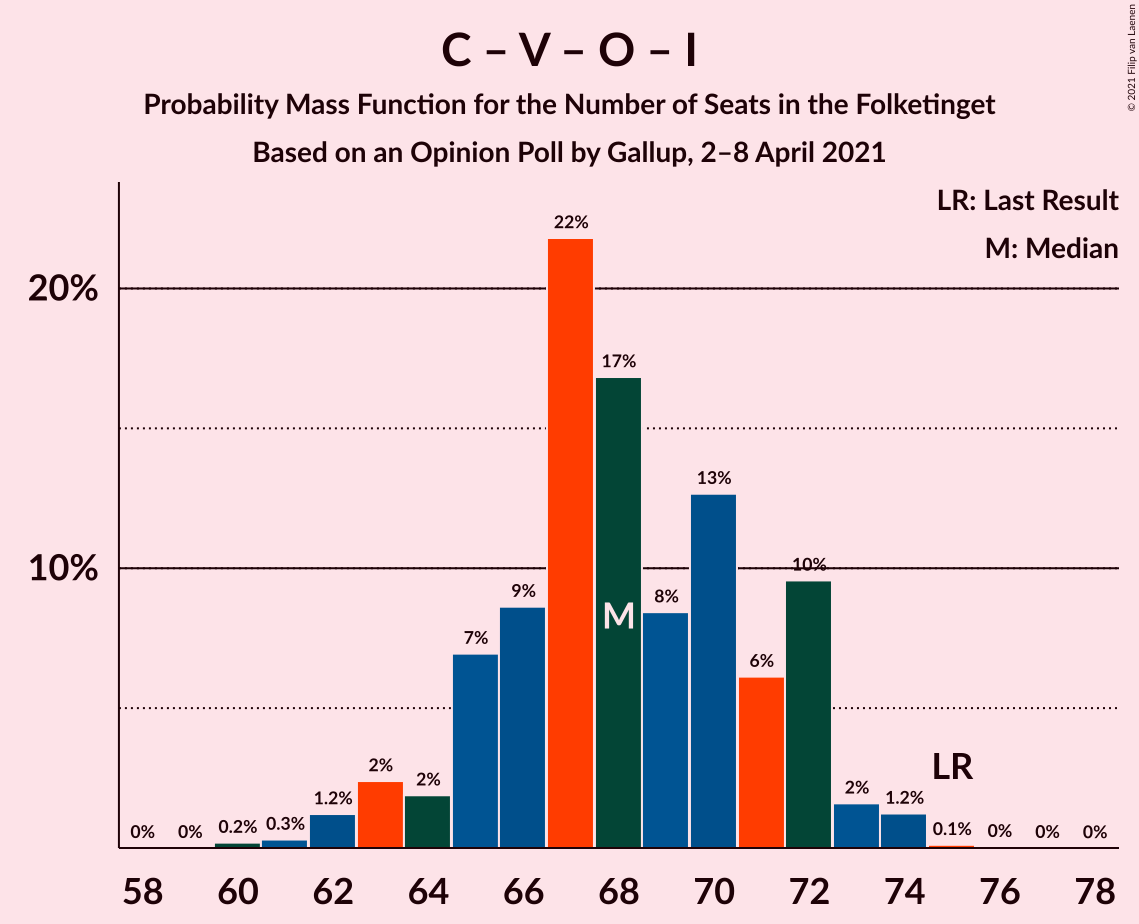 C – V – O – I
Probability Mass Function for the Number of Seats in the Folketinget
Based on an Opinion Poll by Gallup, 2–8 April 2021
© 2021 Filip van Laenen
LR: Last Result
M: Median
20%
10%
0%
0%
0.2%
0.3%
1.2%
2%
2%
7%
9%
22%
17%
M
8%
13%
6%
10%
2%
1.2%
LR
0.1%
0%
0%
0%
58 60 62 64 66 68 70 72 74 76 78